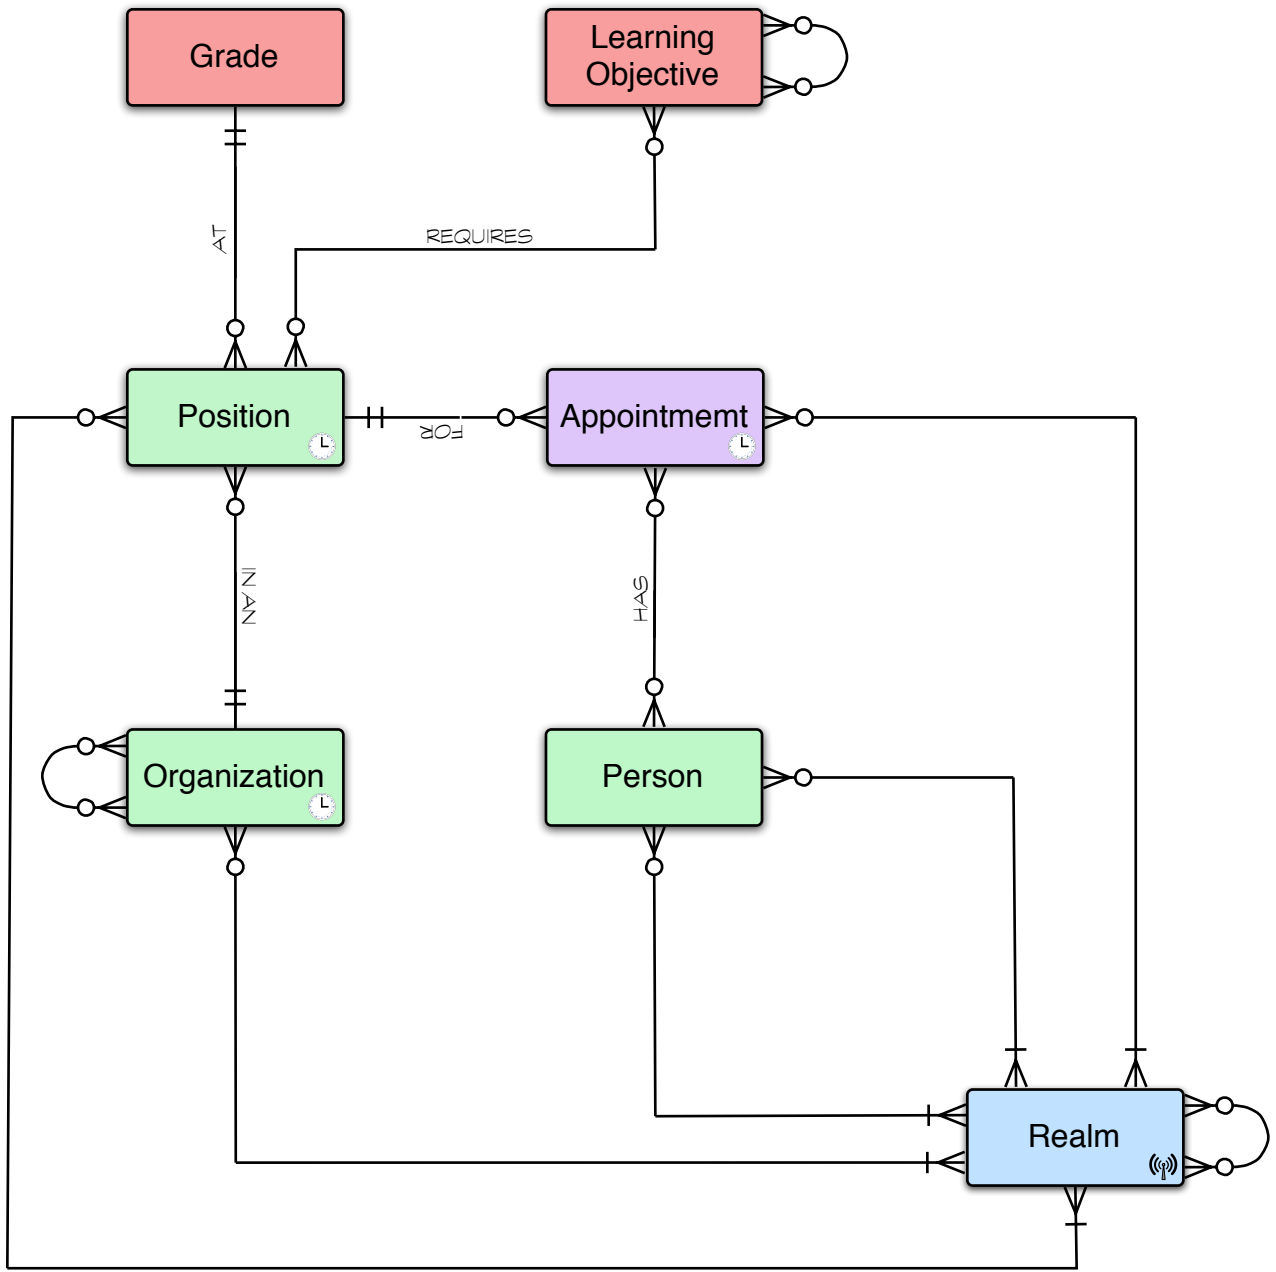 Grade
Learning
Objective
AT
REQUIRES
Position
FOR
Appointmemt
IN AN
HAS
Organization
Person
Realm